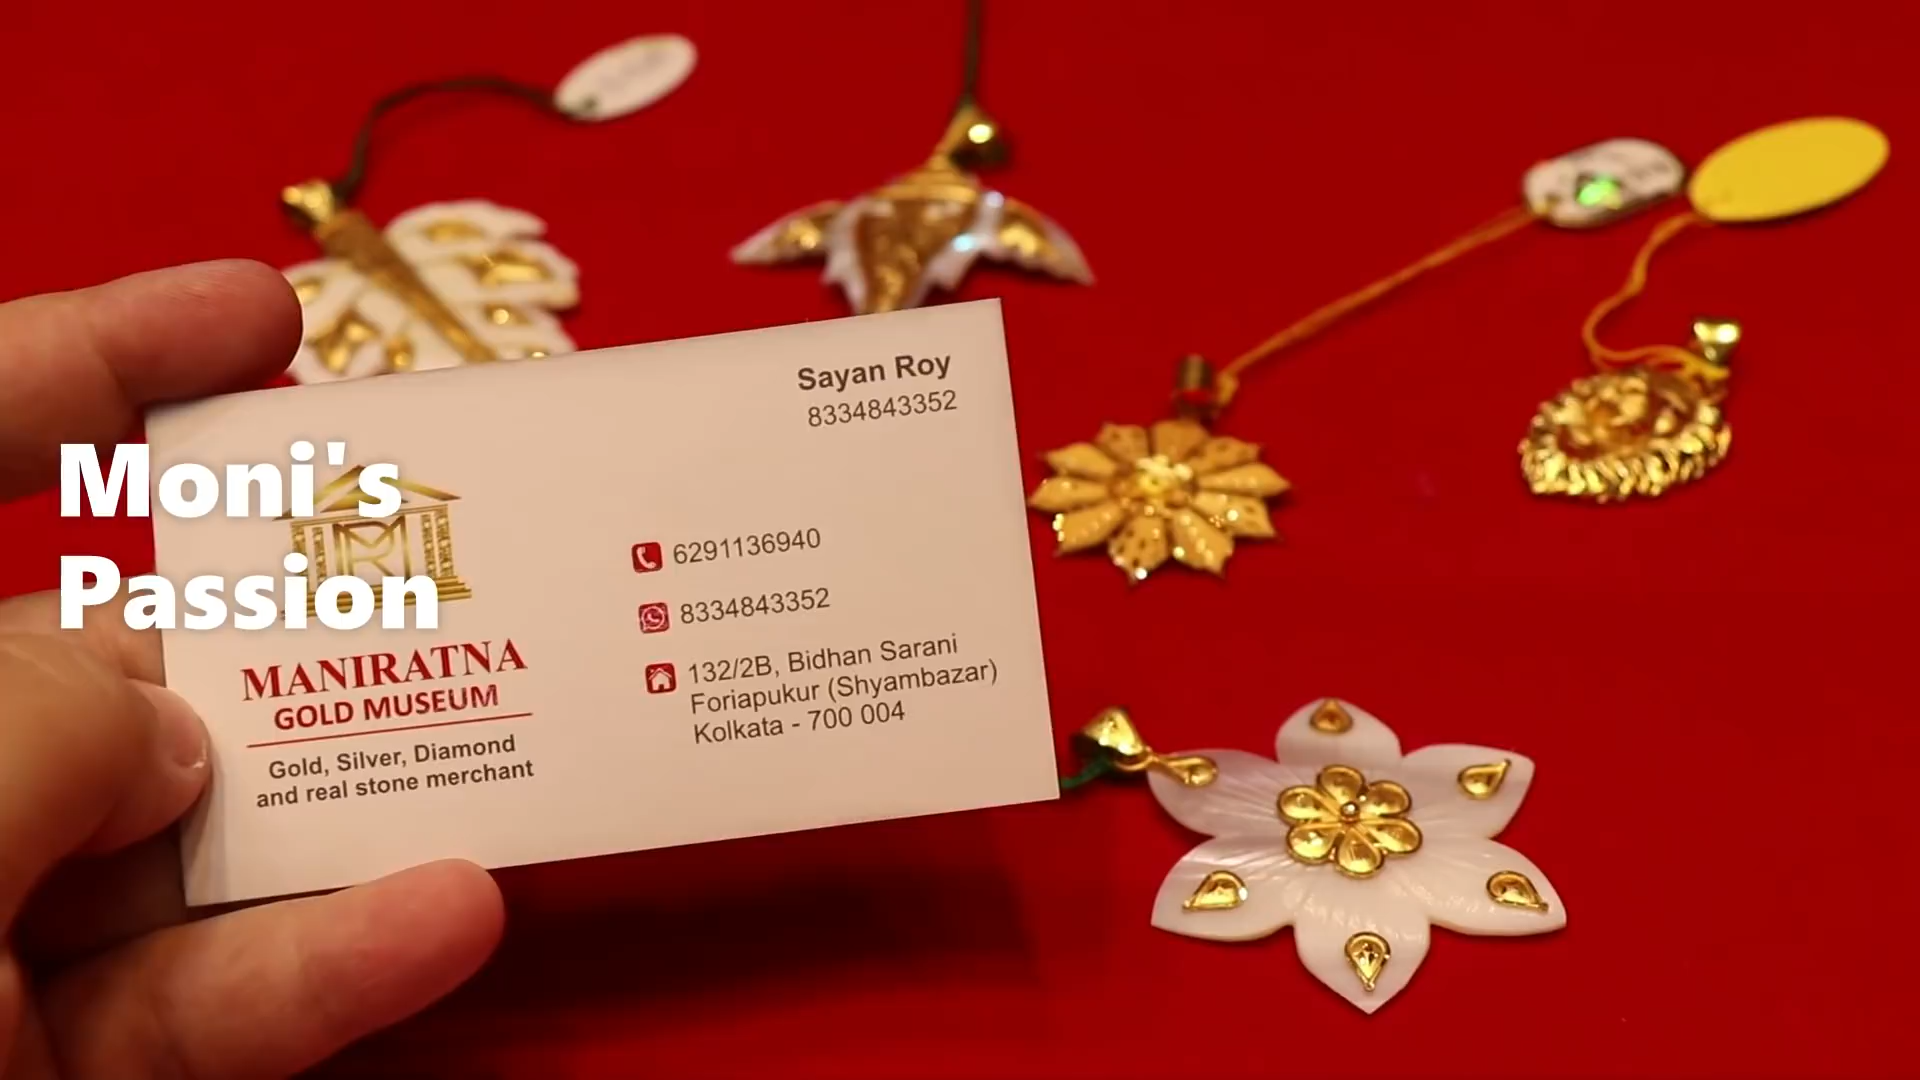 Moni's
Passion
Sayan Roy
8334843352
MANIRATNA
GOLD MUSEUM
Gold, Silver, Diamond
and real stone merchant
6291136940
8334843352
132/2B, Bidhan Sarani
Foriapukur (Shyambazar)
Kolkata - 700 004